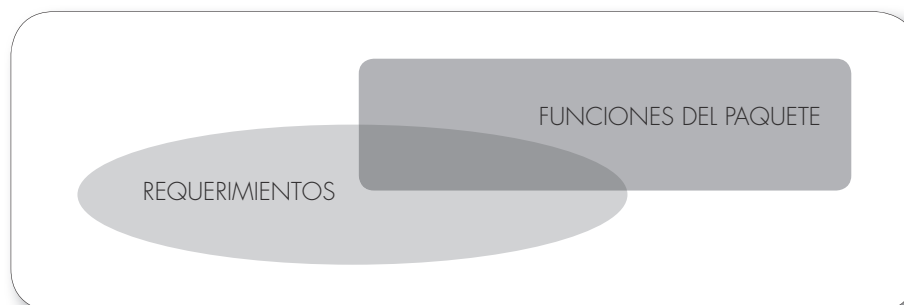 FUNCIONES DEL PAQUETE
REQUERIMIENTOS